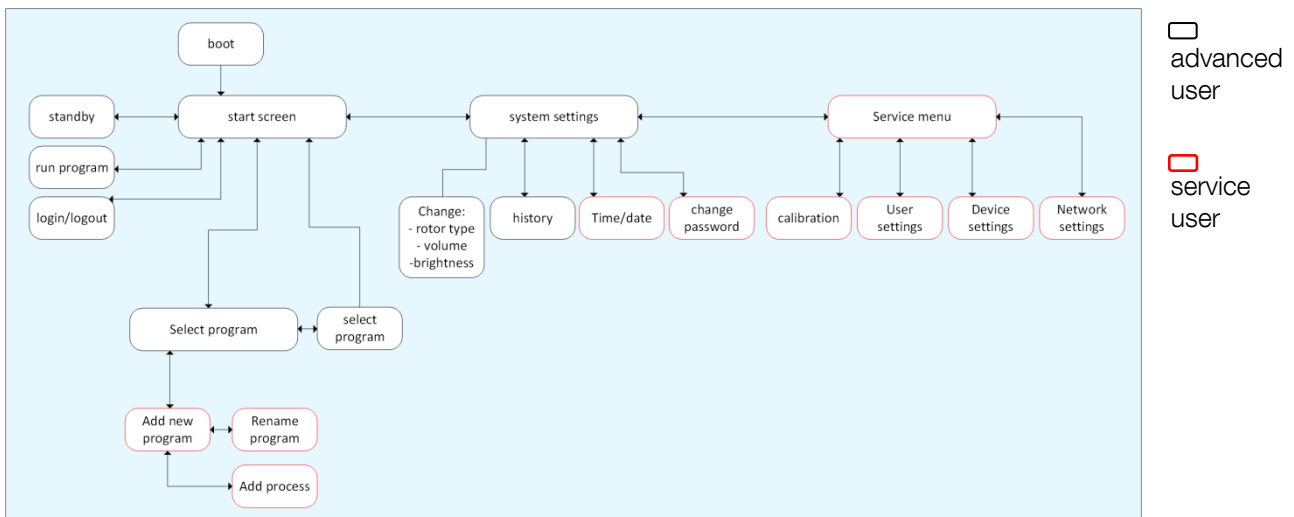 boot
standby
start screen
system settings
Service menu
run program
login/logout
Change:
- rotor type
- volume
-brightness
history
Time/date
change
password
calibration
User
settings
Device
settings
Network
settings
Select program
select
program
Add new
program
Rename
program
Add process
advanced
user
service
user